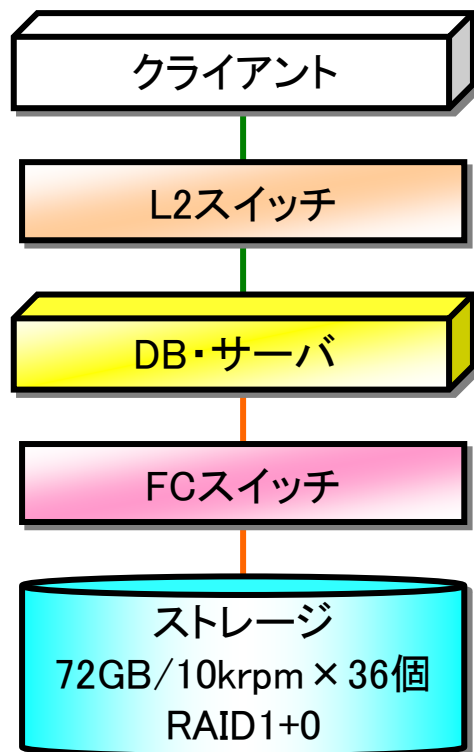 クライアント
L2スイッチ
DB・サーバ
FCスイッチ
ストレージ
72GB/10krpm×36個
RAID1+0